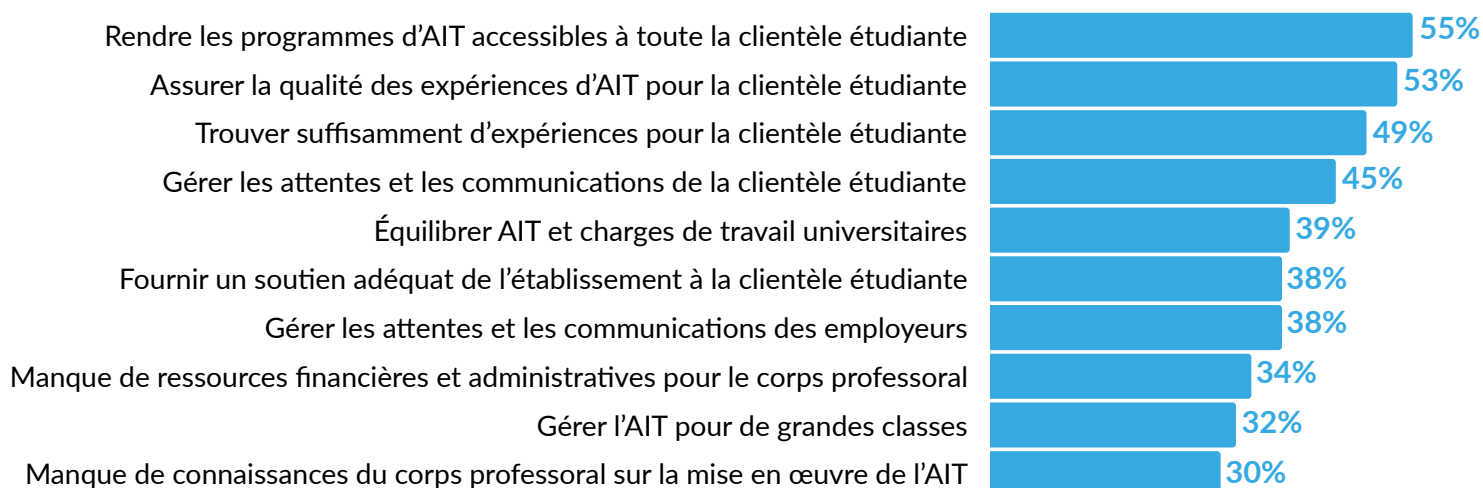 Rendre les programmes d’AIT accessibles à toute la clientèle étudiante 55%
Assurer la qualité des expériences d’AIT pour la clientèle étudiante 53%
Trouver suffisamment d’expériences pour la clientèle étudiante 49%
Gérer les attentes et les communications de la clientèle étudiante 45%
Équilibrer AIT et charges de travail universitaires 39%
Fournir un soutien adéquat de l’établissement à la clientèle étudiante 38%
Gérer les attentes et les communications des employeurs 38%
Manque de ressources financières et administratives pour le corps professoral 34%
Gérer l’AIT pour de grandes classes 32%
Manque de connaissances du corps professoral sur la mise en œuvre de l’AIT 30%